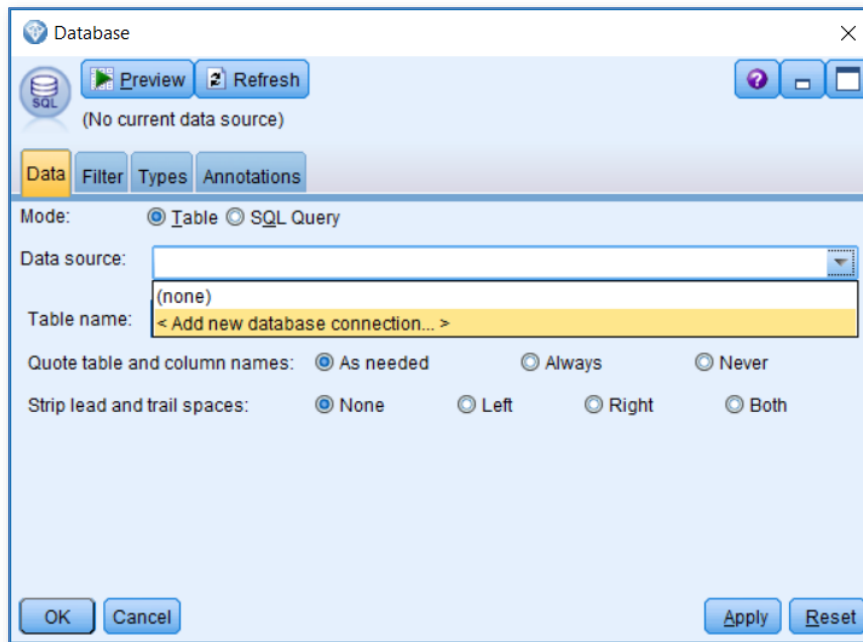 Database
Preview Refresh
SQL
(No current data source)
Data Filter Types Annotations
Mode: Table SQL Query
Data source:
(none)
Table name: < Add new database connection... >
Quote table and column names: As needed Always Never
Strip lead and trail spaces: None Left Right Both
OK Cancel Apply Reset